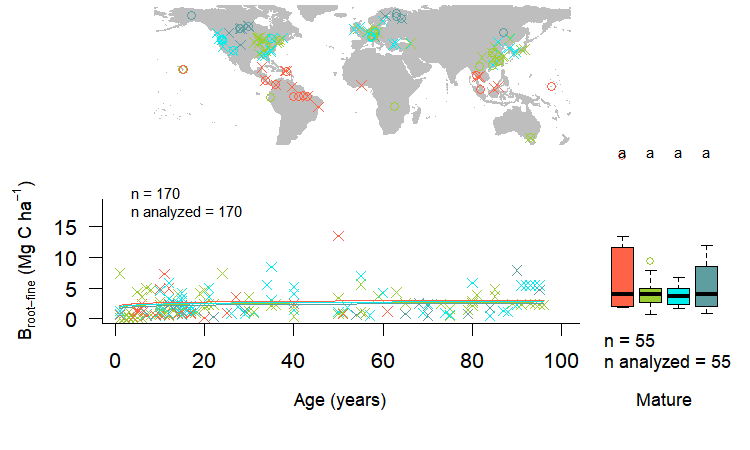 a a a a
n = 170
n analyzed = 170
15
10
5
0
B root−fine (Mg C ha−1)
0 20 40 60 80 100
Age (years)
n = 55
n analyzed = 55
Mature